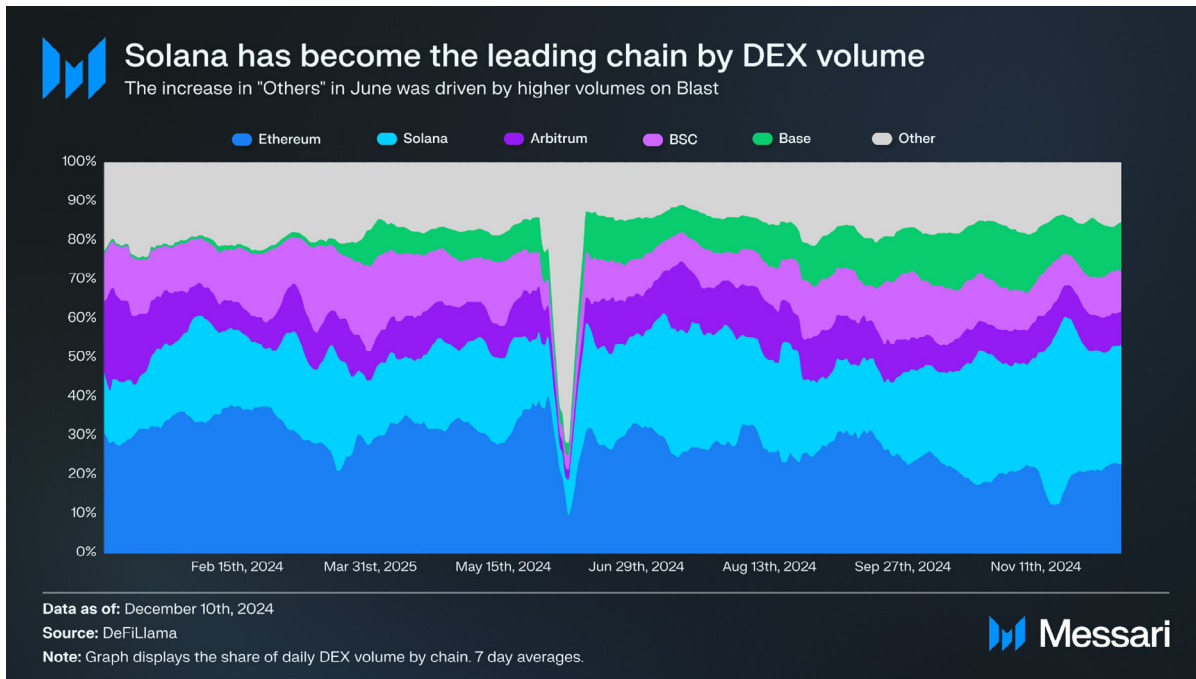 Solana has become the leading chain by DEX volume
The increase in "Others" in June was driven by higher volumes on Blast
Ethereum Solana Arbitrum BSC Base Other
100%
90%
80%
70%
60%
50%
40%
30%
20%
10%
0%
Feb 15th, 2024 Mar 31st, 2025 May 15th, 2024 Jun 29th, 2024 Aug 13th, 2024 Sep 27th, 2024 Nov 11th, 2024
Data as of: December 10th, 2024
Source: DeFiLlama
Note: Graph displays the share of daily DEX volume by chain. 7 day averages.
Messari